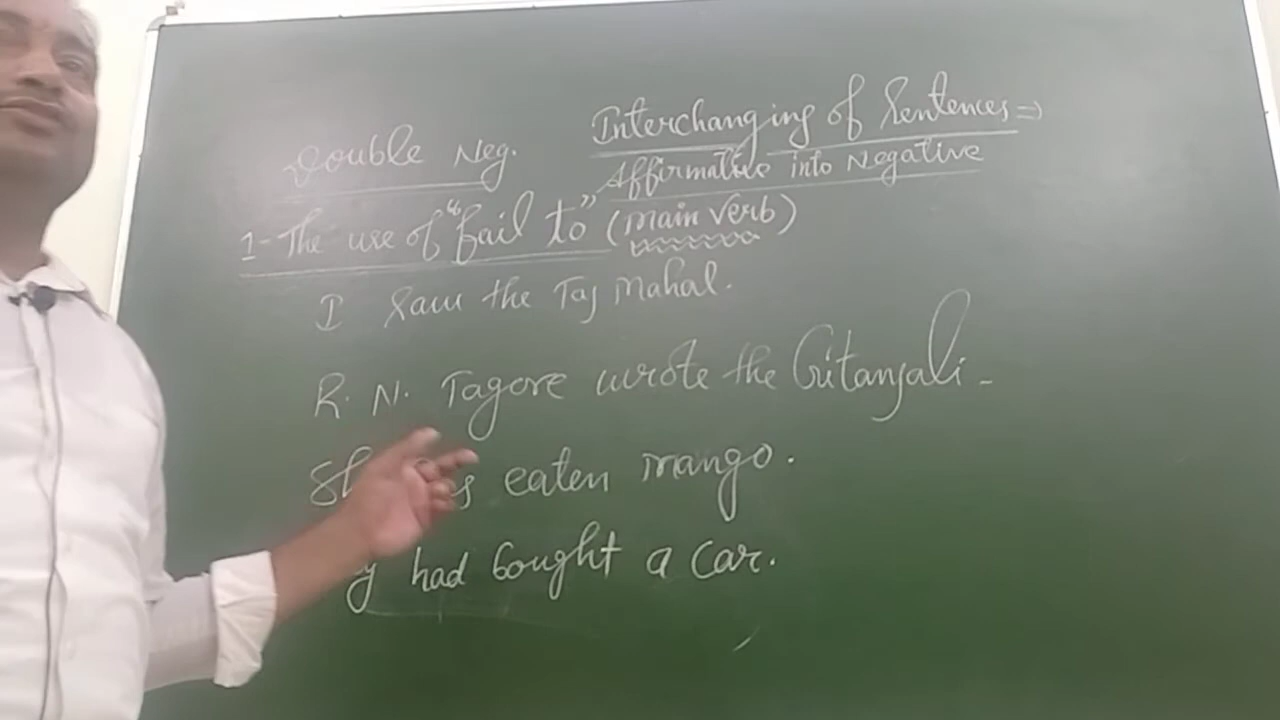 Interchanging of Sentences ⇒
Double Neg. Affirmative into Negative
1- The use of "fail to" (main verb)
I saw the Taj Mahal.
R. N. Tagore wrote the Gitanjali -
eaten mango.
had bought a car.